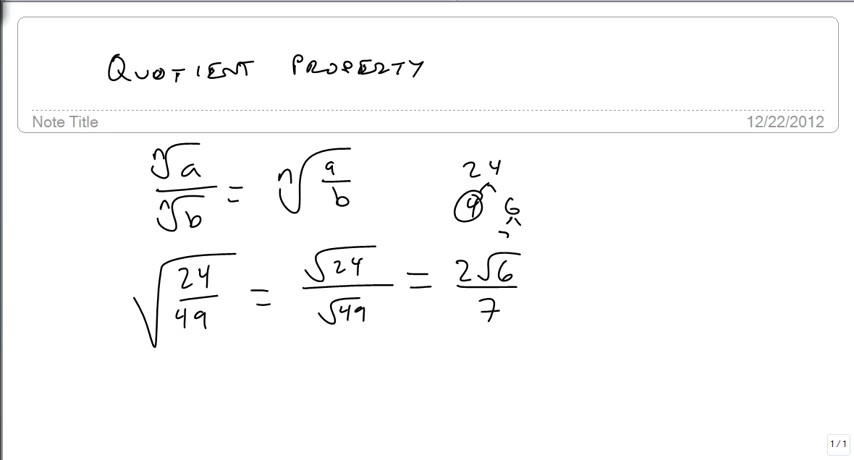 QUOTIENT PROPERTY
Note Title 12/22/2012
ⁿ√a / ⁿ√b = ⁿ√(a/b)
24
4 6
√(24/49) = √24 / √49 = 2√6 / 7
1 / 1